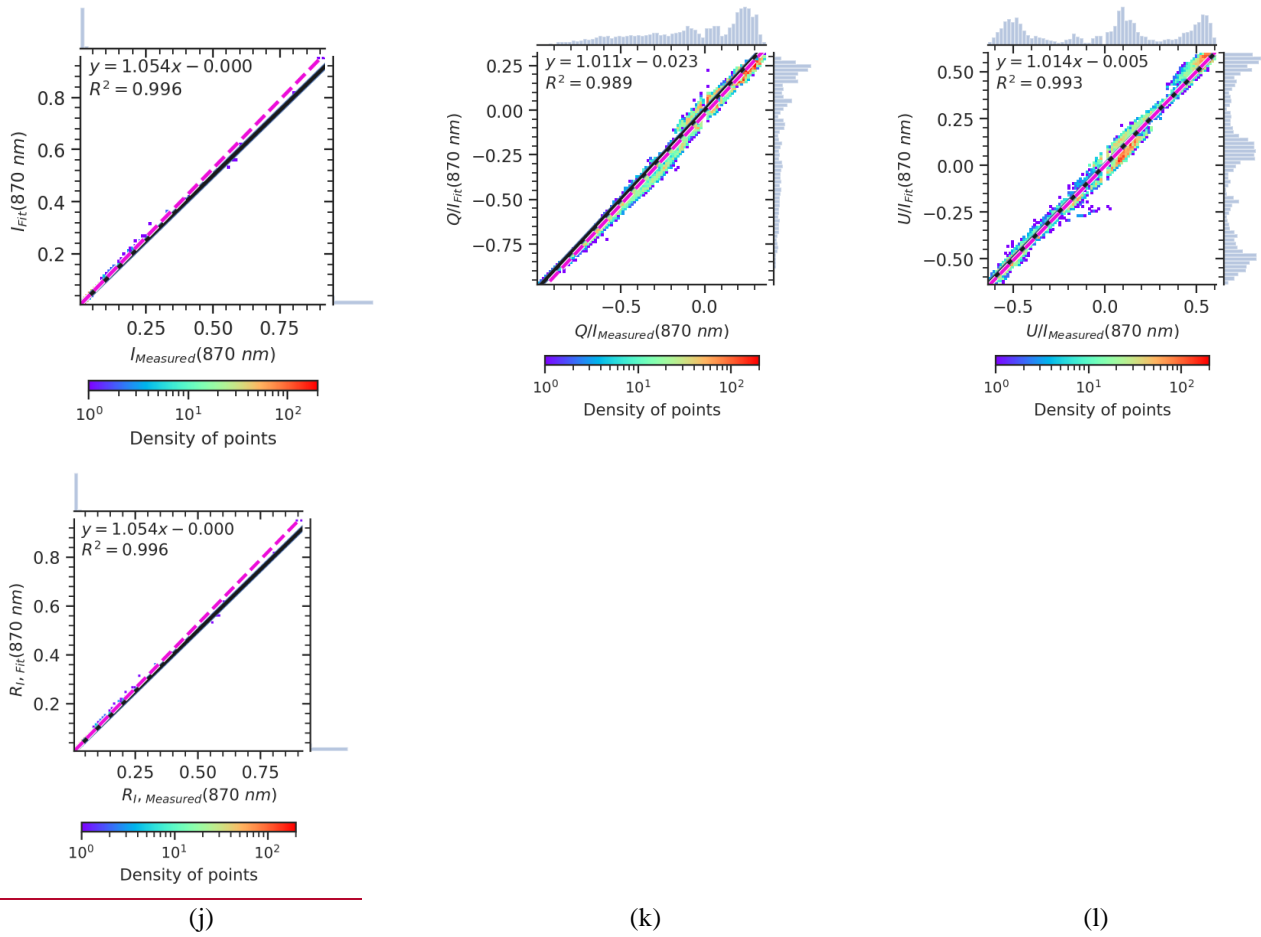 y = 1.054x − 0.000
R² = 0.996
0.8
0.6
0.4
0.2
I_Fit(870 nm)
0.25 0.50 0.75
I_Measured(870 nm)
10⁰ 10¹ 10²
Density of points
y = 1.011x − 0.023
R² = 0.989
0.25
0.00
−0.25
−0.50
−0.75
Q/I_Fit(870 nm)
−0.5 0.0
Q/I_Measured(870 nm)
10⁰ 10¹ 10²
Density of points
y = 1.014x − 0.005
R² = 0.993
0.50
0.25
0.00
−0.25
−0.50
U/I_Fit(870 nm)
−0.5 0.0 0.5
U/I_Measured(870 nm)
10⁰ 10¹ 10²
Density of points
y = 1.054x − 0.000
R² = 0.996
0.8
0.6
0.4
0.2
R_I, Fit(870 nm)
0.25 0.50 0.75
R_I, Measured(870 nm)
10⁰ 10¹ 10²
Density of points
(j) (k) (l)